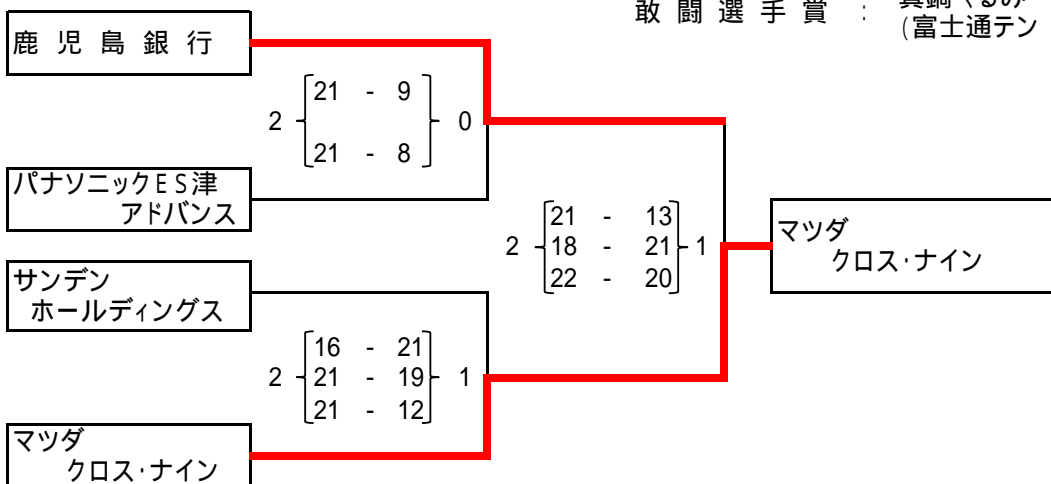 敢闘選手賞 :
(富士通テン
鹿児島銀行
2 21 - 9 0
21 - 8
パナソニックES津
アドバンス
サンデン
ホールディングス
2 16 - 21 1
21 - 19
21 - 12
マツダ
クロス・ナイン
2 21 - 13 1
18 - 21
22 - 20
マツダ
クロス・ナイン